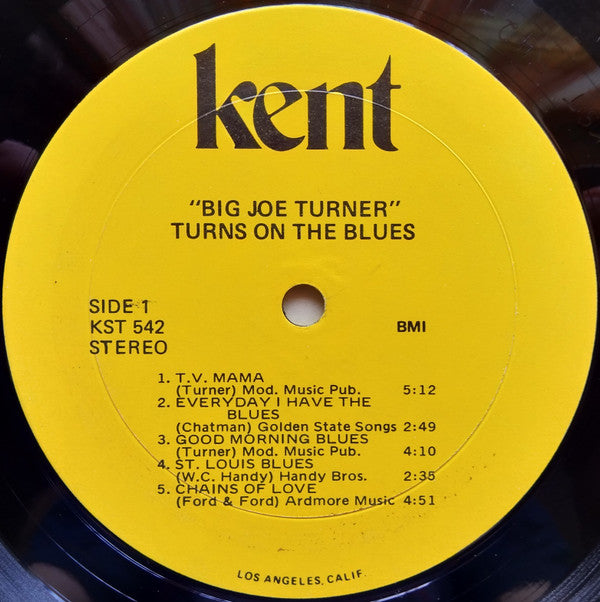 kent
"BIG JOE TURNER"
TURNS ON THE BLUES
SIDE 1
KST 542
STEREO
BMI
1. T.V. MAMA
(Turner) Mod. Music Pub. 5:12
2. EVERYDAY I HAVE THE
BLUES
(Chatman) Golden State Songs 2:49
3. GOOD MORNING BLUES
(Turner) Mod. Music Pub. 4:10
4. ST. LOUIS BLUES
(W.C. Handy) Handy Bros. 2:35
5. CHAINS OF LOVE
(Ford & Ford) Ardmore Music 4:51
LOS ANGELES, CALIF.